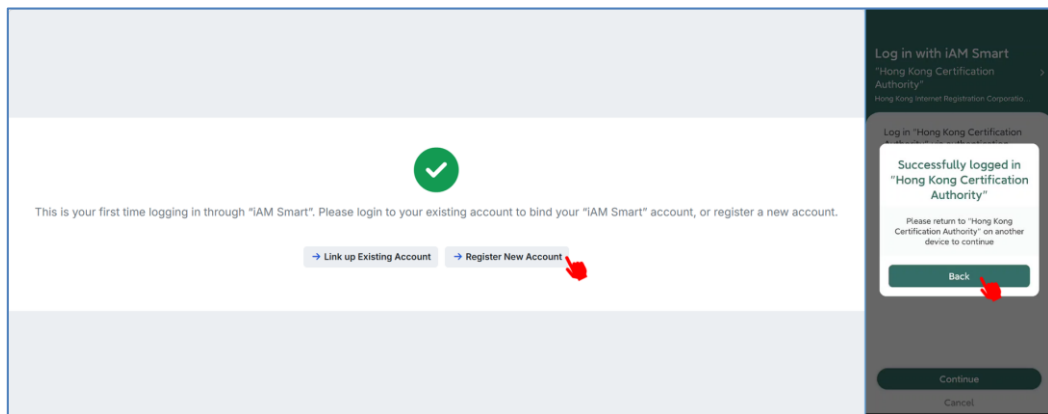 This is your first time logging in through “iAM Smart”. Please login to your existing account to bind your “iAM Smart” account, or register a new account.
→ Link up Existing Account → Register New Account
Log in with iAM Smart
"Hong Kong Certification
Authority"
Hong Kong Internet Registration Corporatio...
Log in "Hong Kong Certification
Successfully logged in
"Hong Kong Certification
Authority"
Please return to "Hong Kong
Certification Authority" on another
device to continue
Back
Continue
Cancel